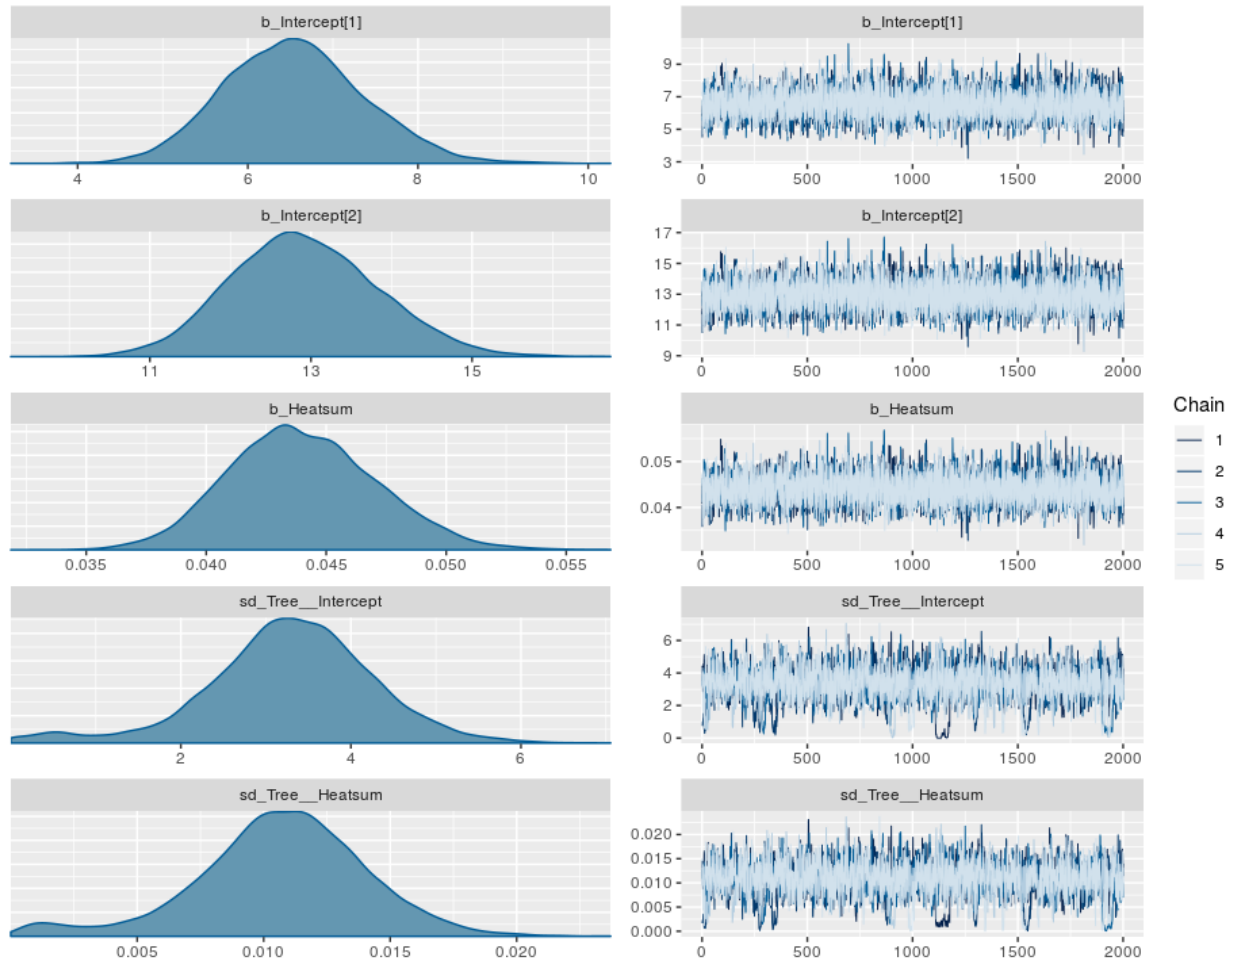 b_Intercept[1]
4 6 8 10
b_Intercept[1]
9
7
5
3
0 500 1000 1500 2000
b_Intercept[2]
11 13 15
b_Intercept[2]
17
15
13
11
9
0 500 1000 1500 2000
b_Heatsum
0.035 0.040 0.045 0.050 0.055
b_Heatsum
0.05
0.04
0 500 1000 1500 2000
sd_Tree__Intercept
2 4 6
sd_Tree__Intercept
6
4
2
0
0 500 1000 1500 2000
sd_Tree__Heatsum
0.005 0.010 0.015 0.020
sd_Tree__Heatsum
0.020
0.015
0.010
0.005
0.000
0 500 1000 1500 2000
Chain
1
2
3
4
5